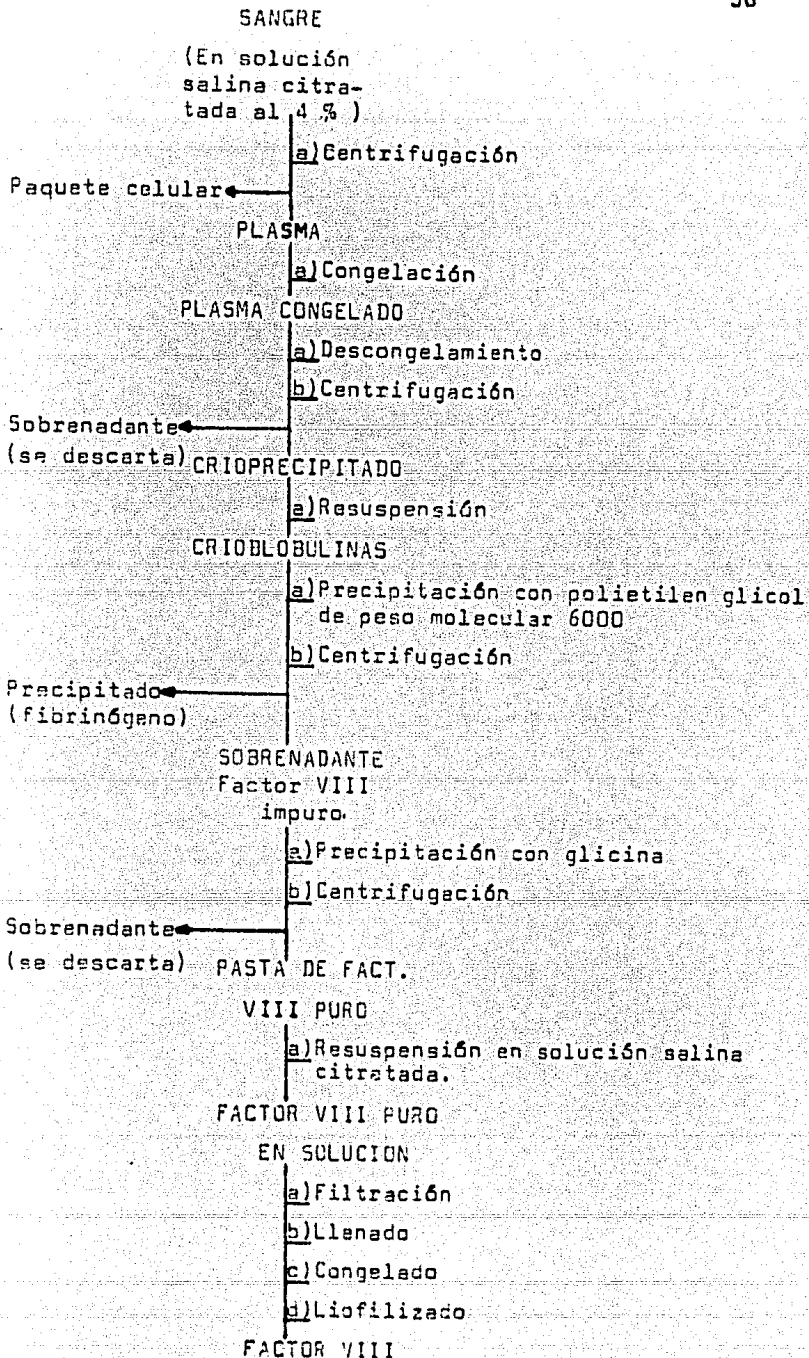 SANGRE
(En solución
salina citra-
tada al 4 % )
a)Centrifugación
Paquete celular
PLASMA
a)Congelación
PLASMA CONGELADO
a)Descongelamiento
b)Centrifugación
Sobrenadante
(se descarta) CRIOPRECIPITADO
a)Resuspensión
CRIOBLOBULINAS
a)Precipitación con polietilen glicol
de peso molecular 6000
b)Centrifugación
Precipitado
(fibrinógeno)
SOBRENADANTE
Factor VIII
impuro.
a)Precipitación con glicina
b)Centrifugación
Sobrenadante
(se descarta) PASTA DE FACT.
VIII PURO
a)Resuspensión en solución salina
citratada.
FACTOR VIII PURO
EN SOLUCION
a)Filtración
b)Llenado
c)Congelado
d)Liofilizado
FACTOR VIII